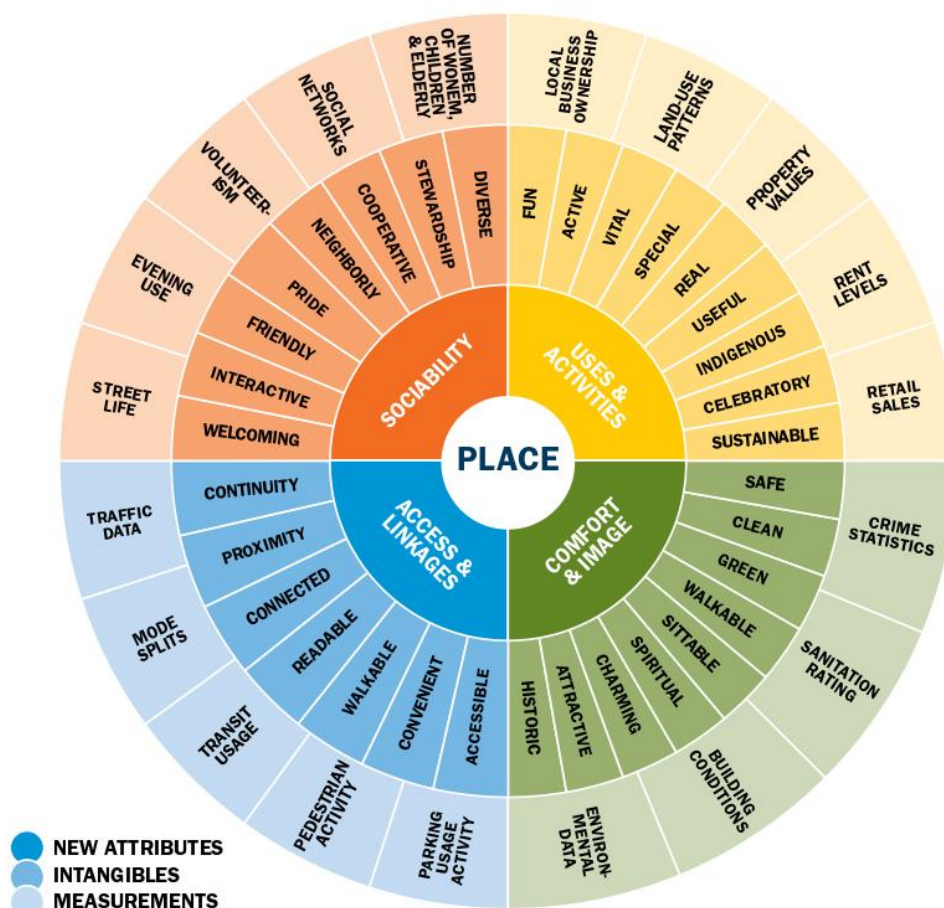 PLACE
SOCIABILITY
USES &
ACTIVITIES
COMFORT
& IMAGE
ACCESS &
LINKAGES
WELCOMING
INTERACTIVE
FRIENDLY
PRIDE
NEIGHBORLY
COOPERATIVE
STEWARDSHIP
DIVERSE
FUN
ACTIVE
VITAL
SPECIAL
REAL
USEFUL
INDIGENOUS
CELEBRATORY
SUSTAINABLE
SAFE
CLEAN
GREEN
WALKABLE
SITTABLE
SPIRITUAL
CHARMING
ATTRACTIVE
HISTORIC
ACCESSIBLE
CONVENIENT
WALKABLE
READABLE
CONNECTED
PROXIMITY
CONTINUITY
STREET
LIFE
EVENING
USE
VOLUNTEER-
ISM
SOCIAL
NETWORKS
NUMBER
OF WONEM,
CHILDREN
& ELDERLY
LOCAL
BUSINESS
OWNERSHIP
LAND-USE
PATTERNS
PROPERTY
VALUES
RENT
LEVELS
RETAIL
SALES
CRIME
STATISTICS
SANITATION
RATING
BUILDING
CONDITIONS
ENVIRON-
MENTAL
DATA
PARKING
USAGE
ACTIVITY
PEDESTRIAN
ACTIVITY
TRANSIT
USAGE
MODE
SPLITS
TRAFFIC
DATA
NEW ATTRIBUTES
INTANGIBLES
MEASUREMENTS